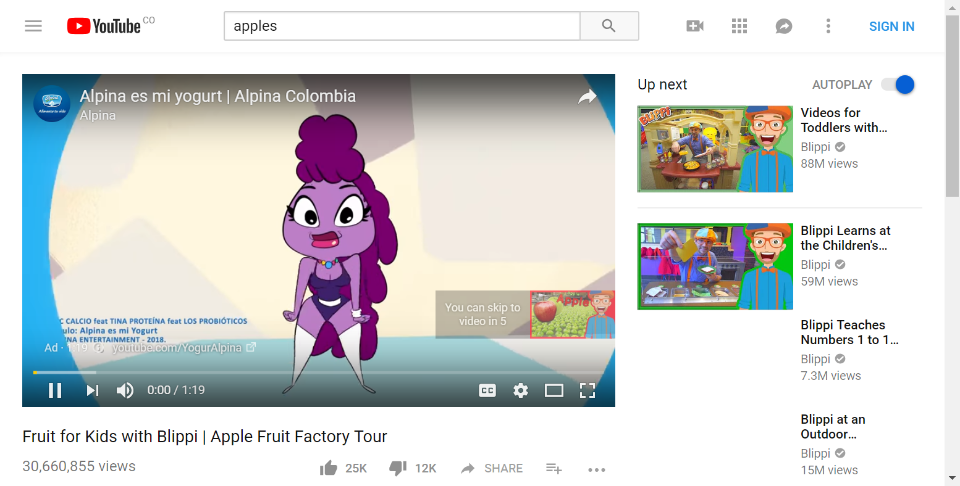 YouTube CO
apples
SIGN IN
Alpina es mi yogurt | Alpina Colombia
Alpina
You can skip to
video in 5
C CALCIO feat TINA PROTEÍNA feat LOS PROBIÓTICOS
ulo: Alpina es mi Yogurt
NA ENTERTAINMENT - 2018.
Ad · 1:19
youtube.com/YogurAlpina
0:00 / 1:19
CC
Fruit for Kids with Blippi | Apple Fruit Factory Tour
30,660,855 views
25K
12K
SHARE
Up next
AUTOPLAY
BLIPPI
Videos for
Toddlers with…
Blippi
88M views
Blippi Learns at
the Children's…
Blippi
59M views
Blippi Teaches
Numbers 1 to 1…
Blippi
7.3M views
Blippi at an
Outdoor…
Blippi
15M views